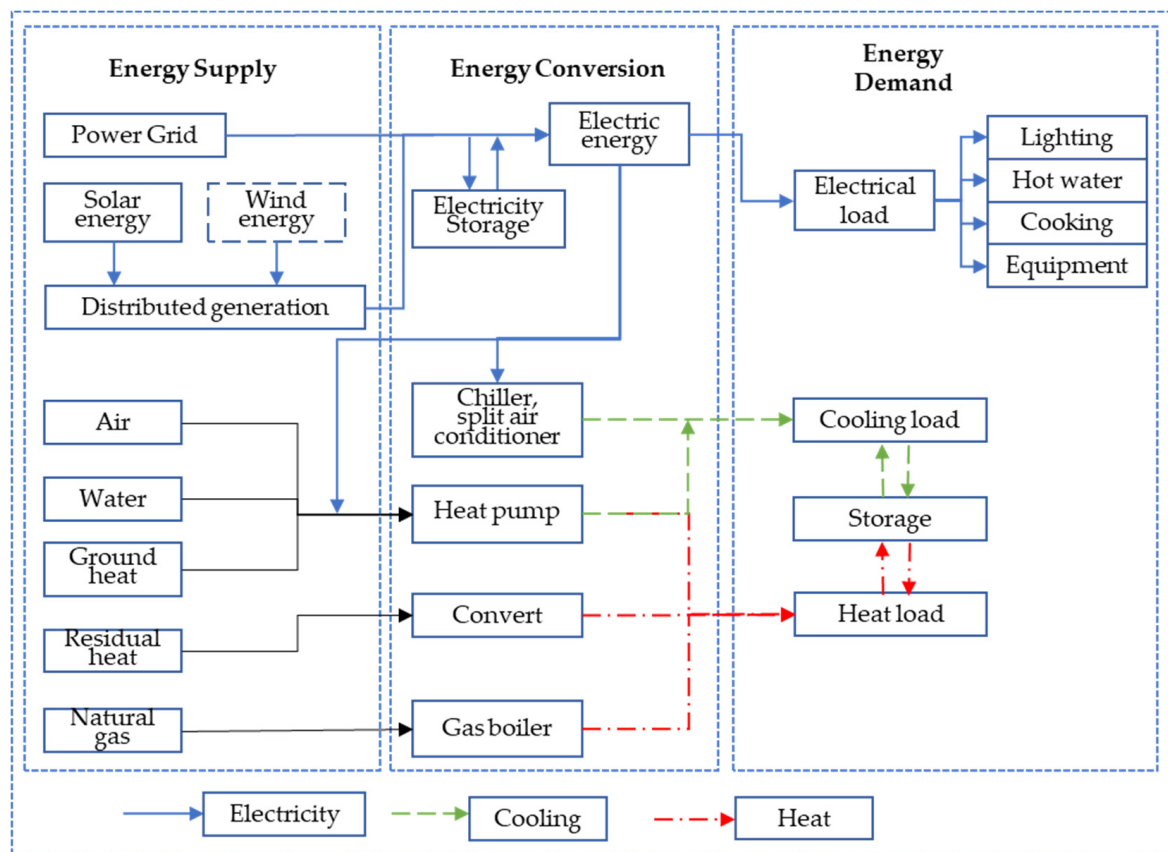 Energy Supply
Power Grid
Solar
energy
Wind
energy
Distributed generation
Air
Water
Ground
heat
Residual
heat
Natural
gas
Energy Conversion
Electric
energy
Electricity
Storage
Chiller,
split air
conditioner
Heat pump
Convert
Gas boiler
Energy
Demand
Electrical
load
Lighting
Hot water
Cooking
Equipment
Cooling load
Storage
Heat load
Electricity
Cooling
Heat